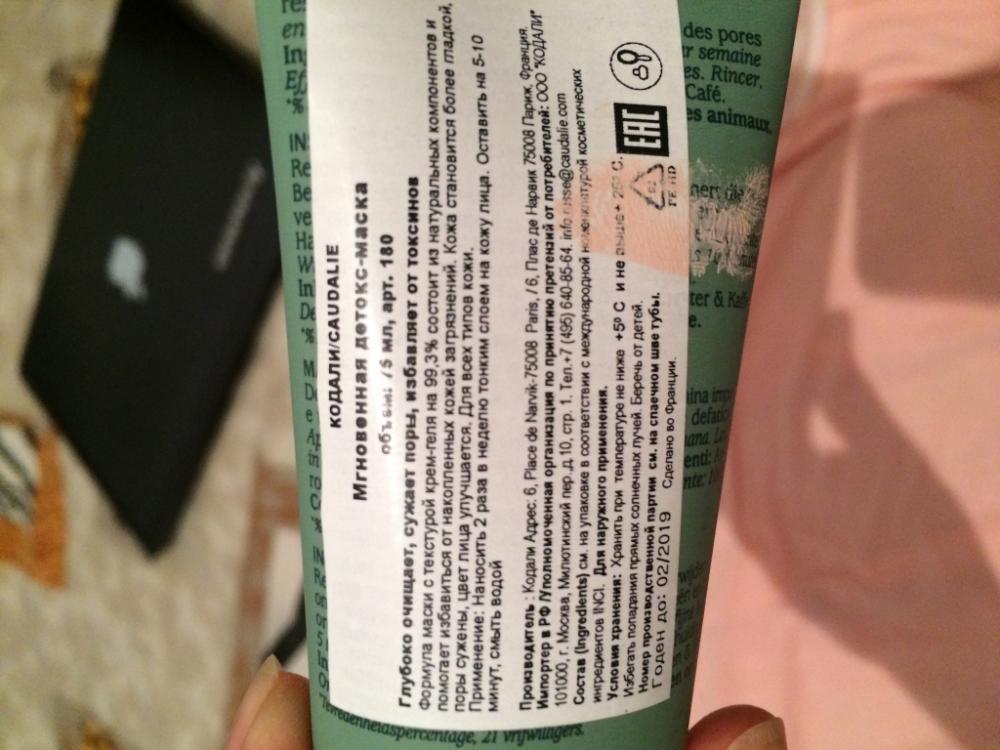 КОДАЛИ/CAUDALIE
Мгновенная детокс-маска
объем: 75 мл, арт. 180
Глубоко очищает, сужает поры, избавляет от токсинов
Формула маски с текстурой крем-геля на 99,3% состоит из натуральных компонентов и
помогает избавиться от накопленных кожей загрязнений. Кожа становится более гладкой,
поры сужены, цвет лица улучшается. Для всех типов кожи.
Применение: Наносить 2 раза в неделю тонким слоем на кожу лица. Оставить на 5-10
минут, смыть водой
Производитель : Кодали Адрес: 6, Place de Narvik-75008 Paris, / 6, Плас де Нарвик 75008 Париж, Франция.
Импортер в РФ /Уполномоченная организация по принятию претензий от потребителей: ООО "КОДАЛИ"
101000, г. Москва, Милютинский пер. д 10, стр. 1. Тел.+7 (495) 640-85-64.
Состав (Ingredients) см. на упаковке в соответствии с международной номенклатурой косметических
ингредиентов INCI. Для наружного применения.
Условия хранения: Хранить при температуре не ниже +5º С и не выше+ 25º С.
Избегать попадания прямых солнечных лучей. Беречь от детей.
Номер производственной партии см. на спаечном шве тубы.
Годен до: 02/2019 Сделано во Франции.
EAC
des pores
semaine
es. Rincer.
Café.
es animaux.
21 vrijwilligers.